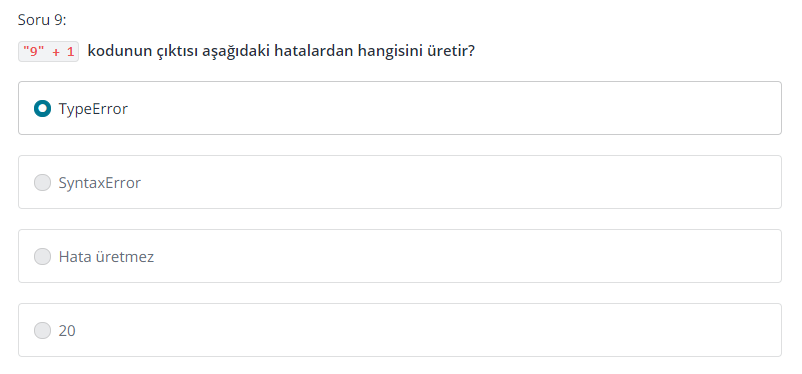 Soru 9:
"9" + 1 kodunun çıktısı aşağıdaki hatalardan hangisini üretir?
TypeError
SyntaxError
Hata üretmez
20